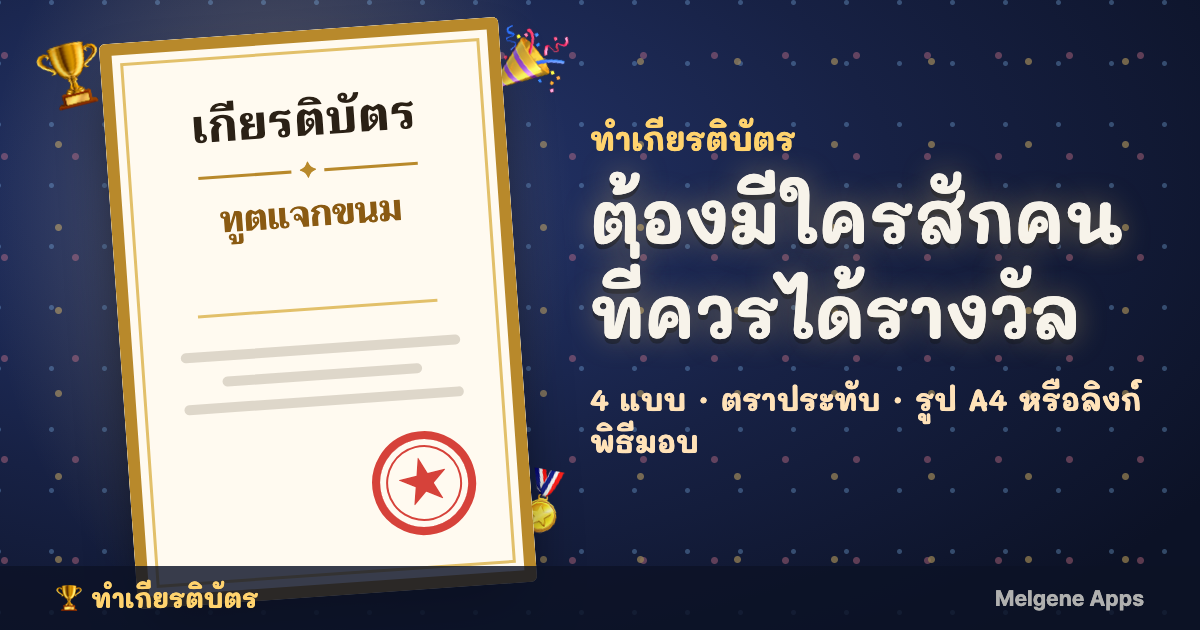 เกียรติบัตร
ทูตแจกขนม
ทำเกียรติบัตร
ต้องมีใครสักคน
ที่ควรได้รางวัล
4 แบบ · ตราประทับ · รูป A4 หรือลิงก์
พิธีมอบ
ทำเกียรติบัตร
Melgene Apps